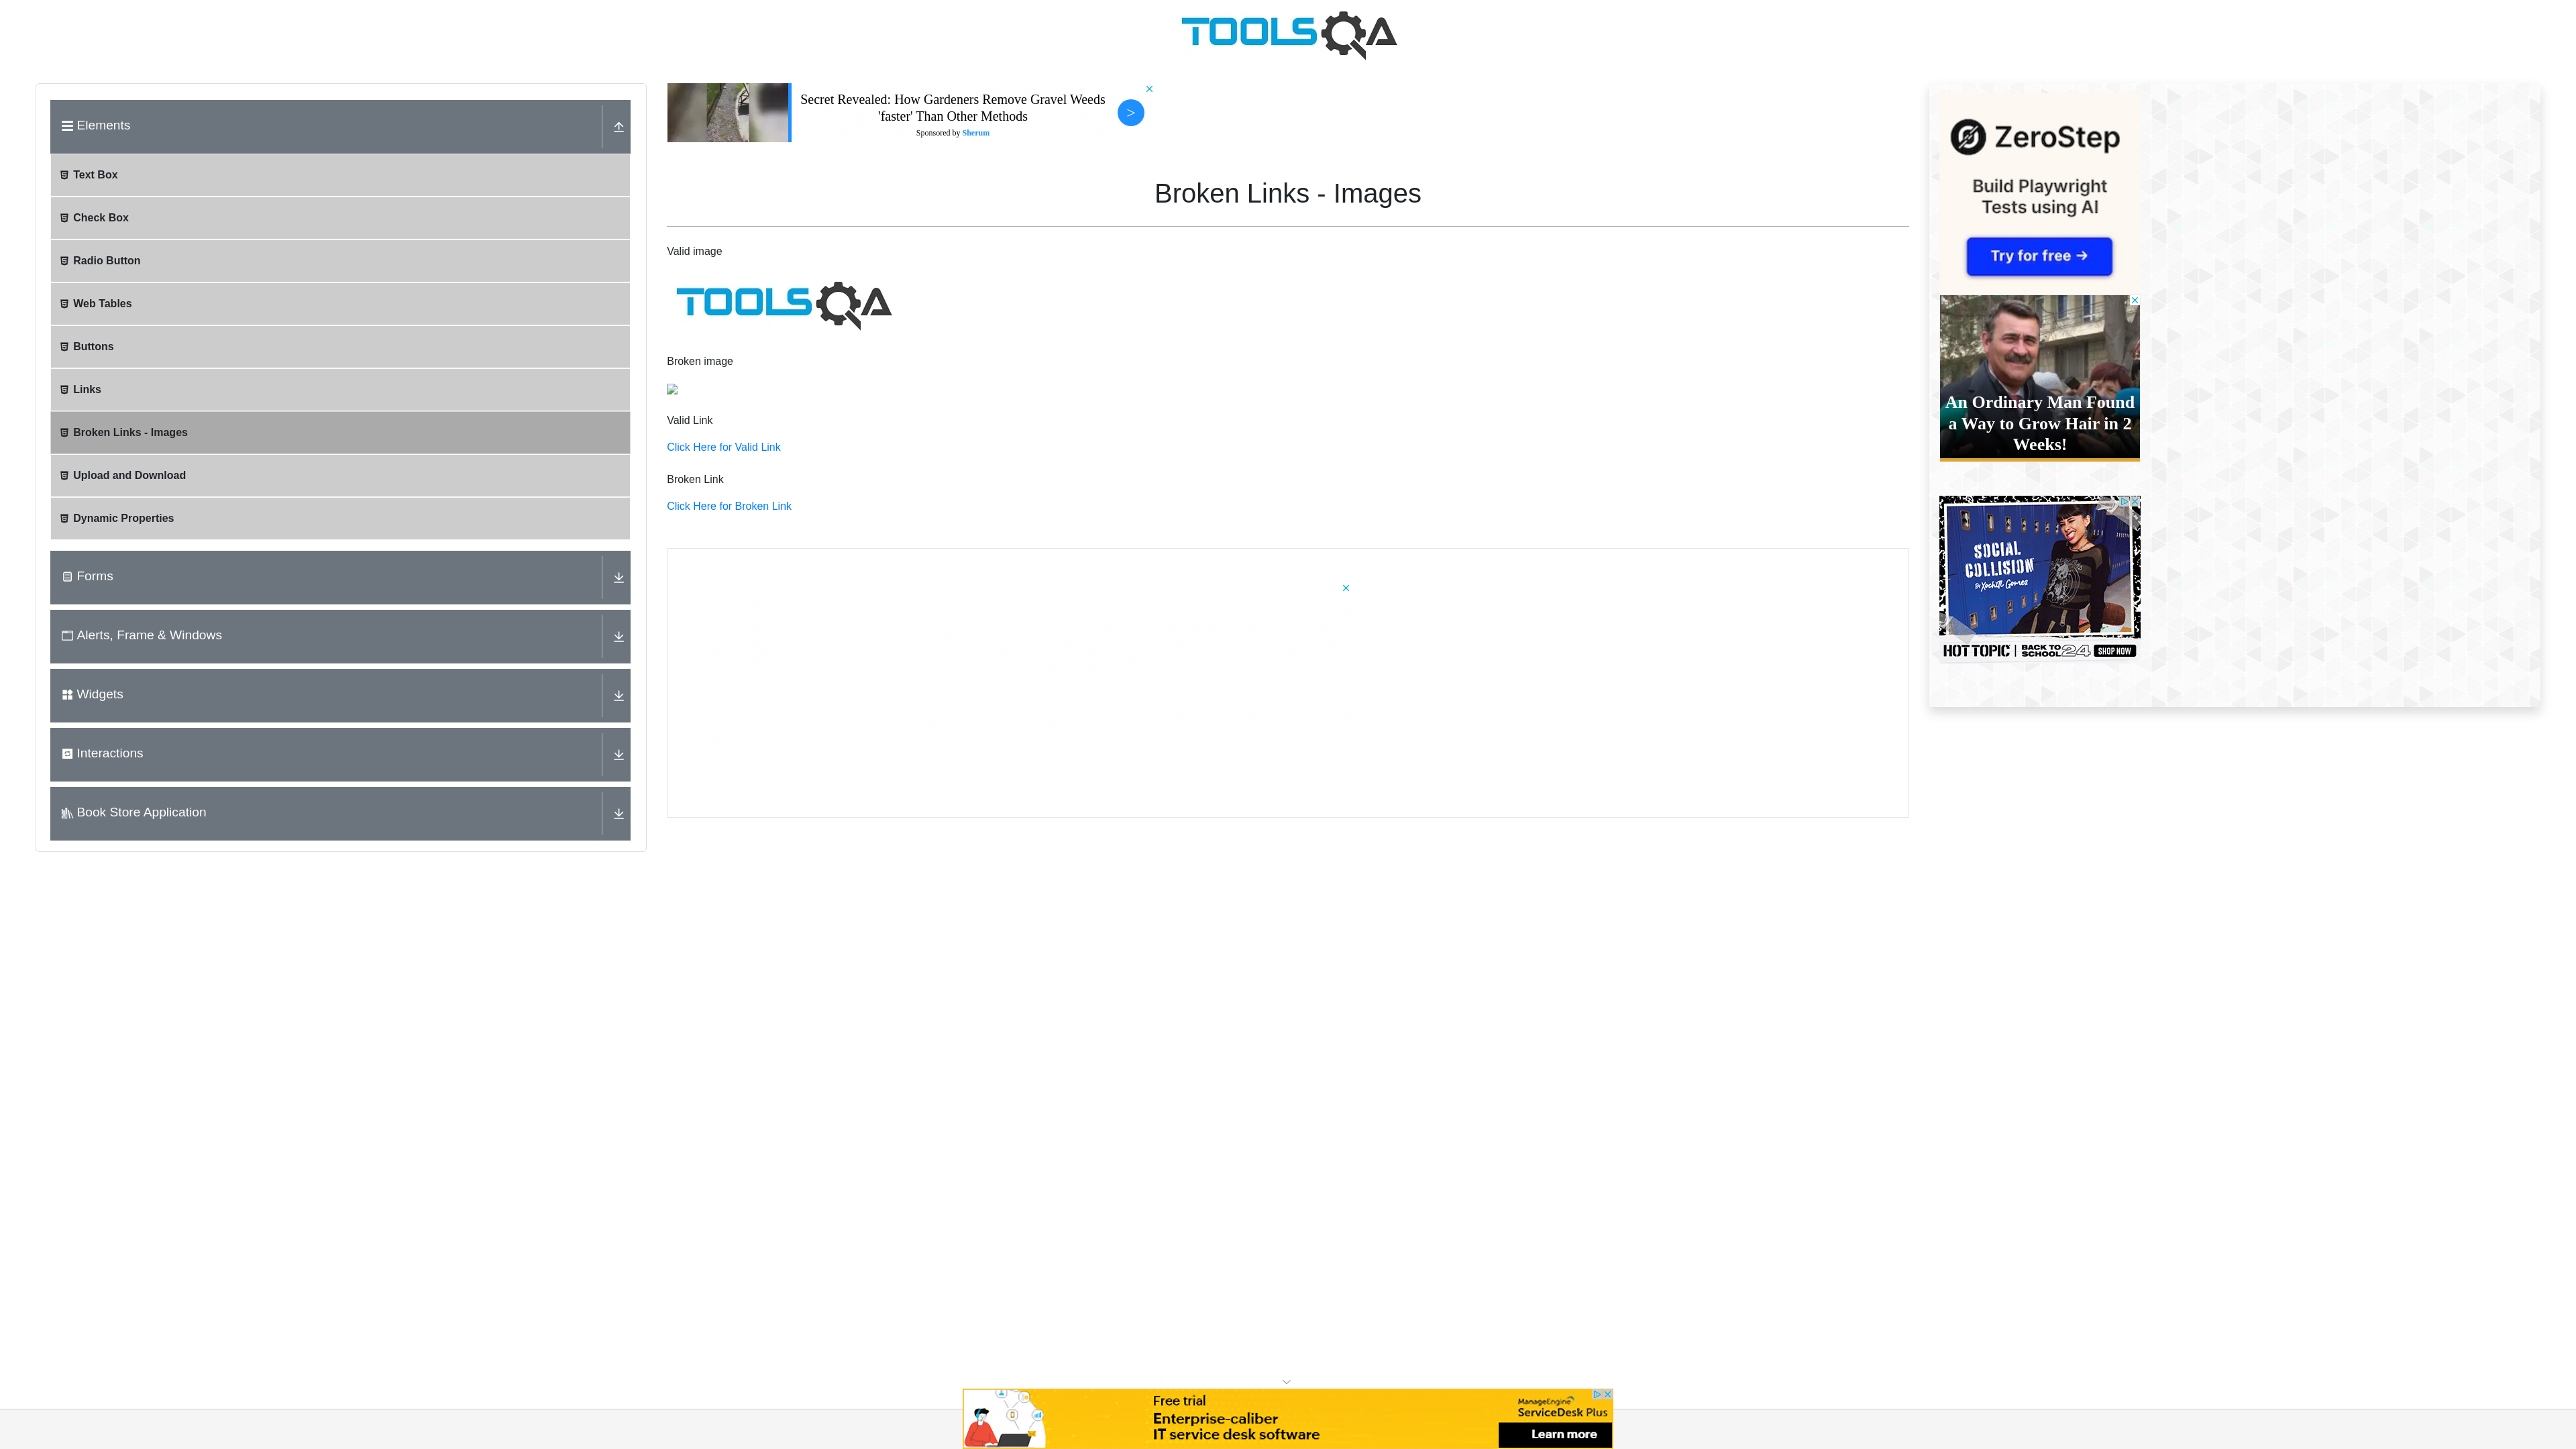 TOOLSQA
Elements
Text Box
Check Box
Radio Button
Web Tables
Buttons
Links
Broken Links - Images
Upload and Download
Dynamic Properties
Forms
Alerts, Frame & Windows
Widgets
Interactions
Book Store Application
Secret Revealed: How Gardeners Remove Gravel Weeds
'faster' Than Other Methods
Sponsored by Sherum
>
Broken Links - Images
Valid image
TOOLSQA
Broken image
Valid Link
Click Here for Valid Link
Broken Link
Click Here for Broken Link
ZeroStep
Build Playwright
Tests using AI
Try for free →
An Ordinary Man Found
a Way to Grow Hair in 2
Weeks!
SOCIAL
COLLISION
By Xochitl Gomez
HOT TOPIC | BACK TO SCHOOL 24 SHOP NOW
Free trial
Enterprise-caliber
IT service desk software
ManageEngine
ServiceDesk Plus
Learn more